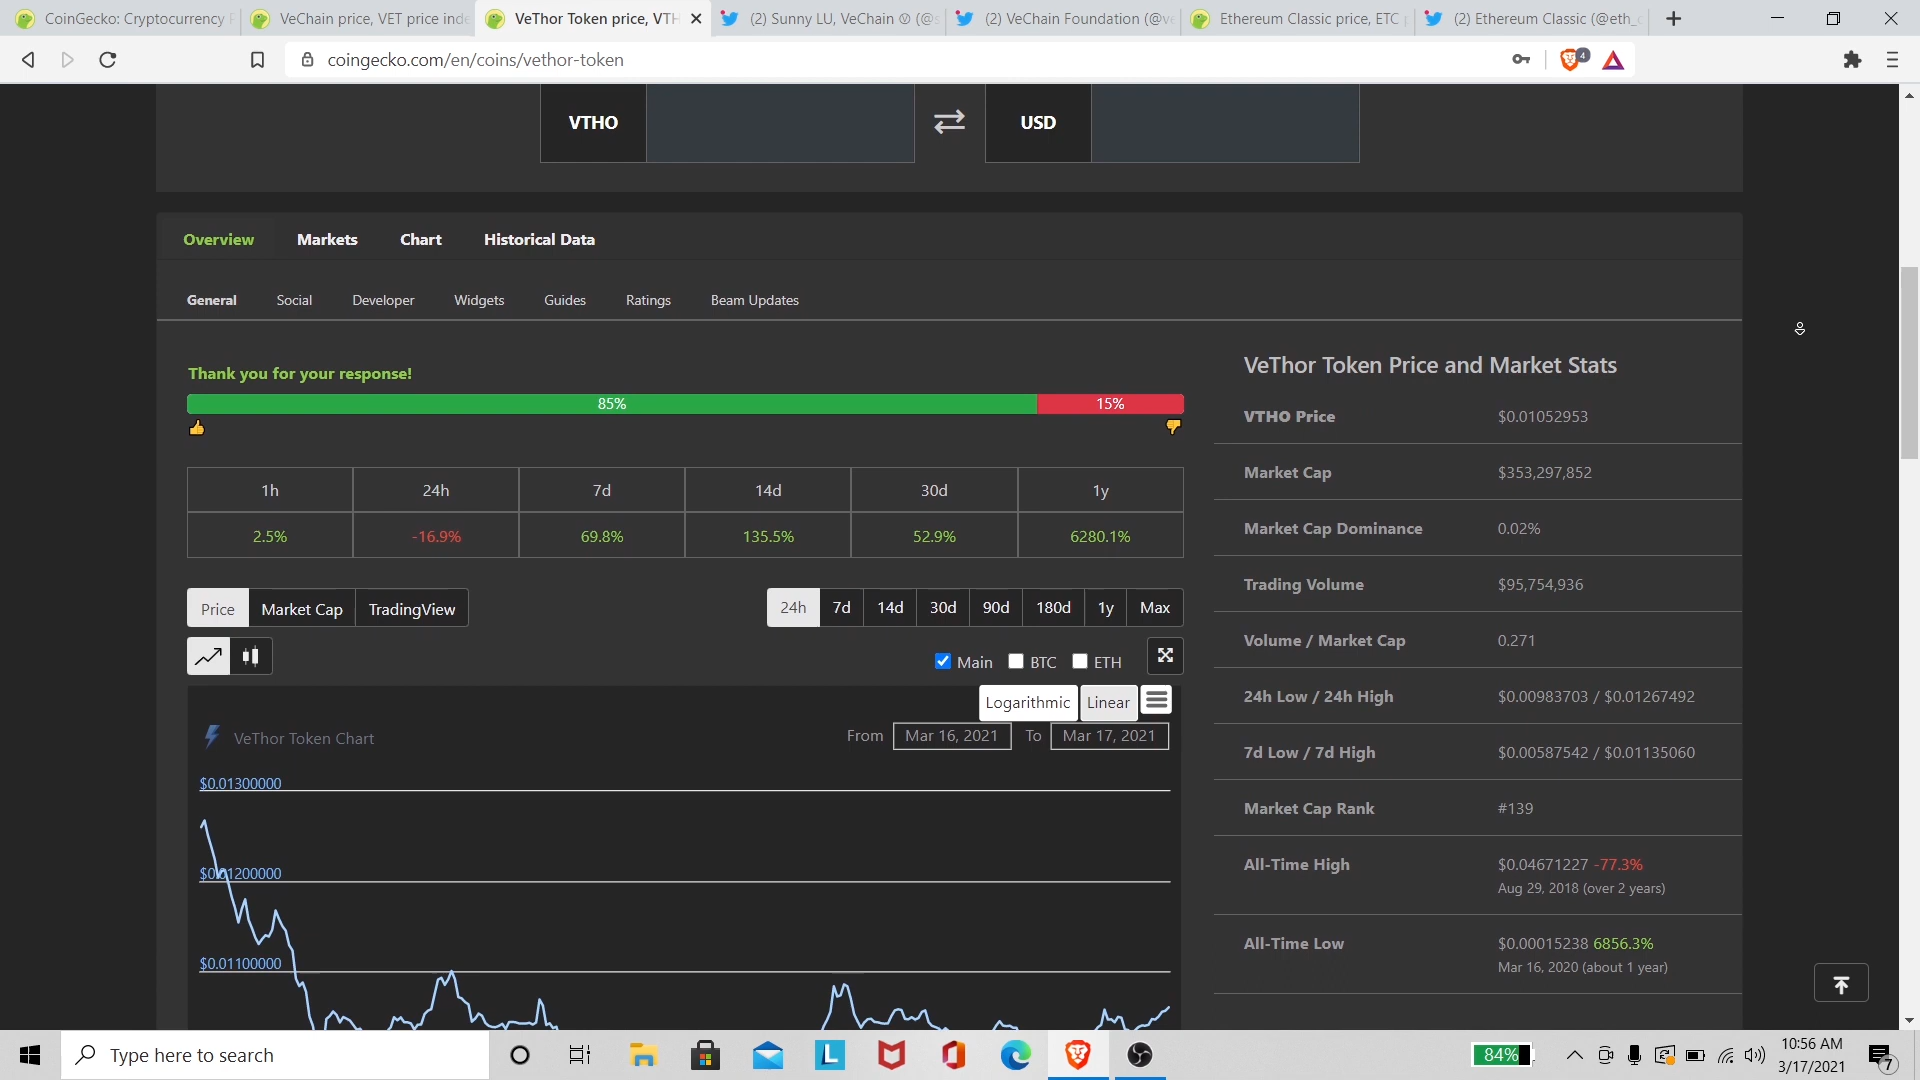 CoinGecko: Cryptocurrency P
VeChain price, VET price inde
VeThor Token price, VTH
(2) Sunny LU, VeChain Ⓥ (@s
(2) VeChain Foundation (@ve
Ethereum Classic price, ETC p
(2) Ethereum Classic (@eth_c
coingecko.com/en/coins/vethor-token
4
VTHO
USD
Overview Markets Chart Historical Data
General Social Developer Widgets Guides Ratings Beam Updates
Thank you for your response!
85% 15%
1h 24h 7d 14d 30d 1y
2.5% -16.9% 69.8% 135.5% 52.9% 6280.1%
Price Market Cap TradingView
24h 7d 14d 30d 90d 180d 1y Max
Main BTC ETH
Logarithmic Linear
VeThor Token Chart
From Mar 16, 2021 To Mar 17, 2021
$0.01300000
$0.01200000
$0.01100000
VeThor Token Price and Market Stats
VTHO Price $0.01052953
Market Cap $353,297,852
Market Cap Dominance 0.02%
Trading Volume $95,754,936
Volume / Market Cap 0.271
24h Low / 24h High $0.00983703 / $0.01267492
7d Low / 7d High $0.00587542 / $0.01135060
Market Cap Rank #139
All-Time High $0.04671227 -77.3%
Aug 29, 2018 (over 2 years)
All-Time Low $0.00015238 6856.3%
Mar 16, 2020 (about 1 year)
Type here to search
L
84%
10:56 AM
3/17/2021
7